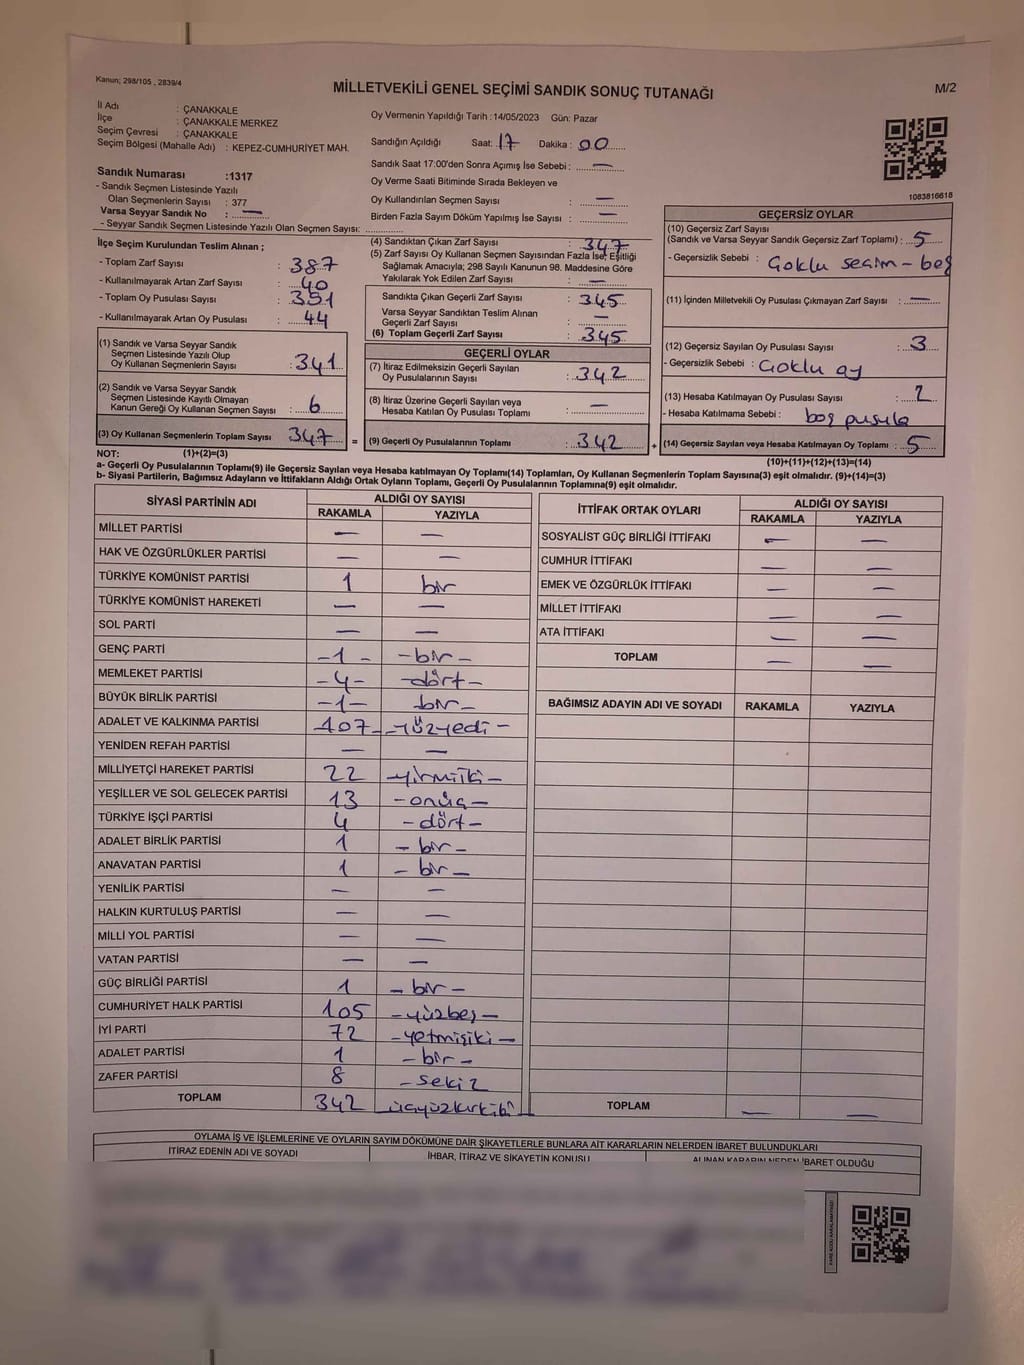 Kanun; 298/105 , 2839/4
MİLLETVEKİLİ GENEL SEÇİMİ SANDIK SONUÇ TUTANAĞI
M/2
İl Adı : ÇANAKKALE
İlçe : ÇANAKKALE MERKEZ
Seçim Çevresi : ÇANAKKALE
Seçim Bölgesi (Mahalle Adı) : KEPEZ-CUMHURİYET MAH.
Sandık Numarası :1317
- Sandık Seçmen Listesinde Yazılı
Olan Seçmenlerin Sayısı : 377
Varsa Seyyar Sandık No : —
- Seyyar Sandık Seçmen Listesinde Yazılı Olan Seçmen Sayısı:
Oy Vermenin Yapıldığı Tarih :14/05/2023 Gün: Pazar
Sandığın Açıldığı Saat: 17 Dakika : 00
Sandık Saat 17:00'den Sonra Açımış İse Sebebi : —
Oy Verme Saati Bitiminde Sırada Bekleyen ve
Oy Kullandırılan Seçmen Sayısı : —
Birden Fazla Sayım Döküm Yapılmış İse Sayısı : —
1083816618
İlçe Seçim Kurulundan Teslim Alınan ;
- Toplam Zarf Sayısı : 387
- Kullanılmayarak Artan Zarf Sayısı : 40
- Toplam Oy Pusulası Sayısı : 391
- Kullanılmayarak Artan Oy Pusulası : 44
(1) Sandık ve Varsa Seyyar Sandık
Seçmen Listesinde Yazılı Olup
Oy Kullanan Seçmenlerin Sayısı : 341
(2) Sandık ve Varsa Seyyar Sandık
Seçmen Listesinde Kayıtlı Olmayan
Kanun Gereği Oy Kullanan Seçmen Sayısı : 6
(3) Oy Kullanan Seçmenlerin Toplam Sayısı 347
(4) Sandıktan Çıkan Zarf Sayısı : 347
(5) Zarf Sayısı Oy Kullanan Seçmen Sayısından Fazla İse, Eşitliği
Sağlamak Amacıyla; 298 Sayılı Kanunun 98. Maddesine Göre
Yakılarak Yok Edilen Zarf Sayısı : —
Sandıkta Çıkan Geçerli Zarf Sayısı : 345
Varsa Seyyar Sandıktan Teslim Alınan
Geçerli Zarf Sayısı : —
(6) Toplam Geçerli Zarf Sayısı : 345
GEÇERLİ OYLAR
(7) İtiraz Edilmeksizin Geçerli Sayılan
Oy Pusulalarının Sayısı : 342
(8) İtiraz Üzerine Geçerli Sayılan veya
Hesaba Katılan Oy Pusulası Toplamı : —
= (9) Geçerli Oy Pusulalarının Toplamı : 342
GEÇERSİZ OYLAR
(10) Geçersiz Zarf Sayısı
(Sandık ve Varsa Seyyar Sandık Geçersiz Zarf Toplamı) : 5
- Geçersizlik Sebebi : Çoklu seçim - boş
(11) İçinden Milletvekili Oy Pusulası Çıkmayan Zarf Sayısı : —
(12) Geçersiz Sayılan Oy Pusulası Sayısı : 3
- Geçersizlik Sebebi : Çoklu oy
(13) Hesaba Katılmayan Oy Pusulası Sayısı : 2
- Hesaba Katılmama Sebebi : boş pusula
+ (14) Geçersiz Sayılan veya Hesaba Katılmayan Oy Toplamı : 5
NOT: (1)+(2)=(3)
(10)+(11)+(12)+(13)=(14)
a- Geçerli Oy Pusulalarının Toplamı(9) ile Geçersiz Sayılan veya Hesaba katılmayan Oy Toplamı(14) Toplamları, Oy Kullanan Seçmenlerin Toplam Sayısına(3) eşit olmalıdır. (9)+(14)=(3)
b- Siyasi Partilerin, Bağımsız Adayların ve İttifakların Aldığı Ortak Oyların Toplamı, Geçerli Oy Pusulalarının Toplamına(9) eşit olmalıdır.
SİYASİ PARTİNİN ADI ALDIĞI OY SAYISI
RAKAMLA YAZIYLA
MİLLET PARTİSİ — —
HAK VE ÖZGÜRLÜKLER PARTİSİ — —
TÜRKİYE KOMÜNİST PARTİSİ 1 bir
TÜRKİYE KOMÜNİST HAREKETİ — —
SOL PARTİ — —
GENÇ PARTİ -1- -bir-
MEMLEKET PARTİSİ -4- -dört-
BÜYÜK BİRLİK PARTİSİ -1- bir-
ADALET VE KALKINMA PARTİSİ 107 -yüzyedi-
YENİDEN REFAH PARTİSİ — —
MİLLİYETÇİ HAREKET PARTİSİ 22 -yirmiiki-
YEŞİLLER VE SOL GELECEK PARTİSİ 13 -onüç-
TÜRKİYE İŞÇİ PARTİSİ 4 -dört-
ADALET BİRLİK PARTİSİ 1 -bir-
ANAVATAN PARTİSİ 1 -bir-
YENİLİK PARTİSİ — —
HALKIN KURTULUŞ PARTİSİ — —
MİLLİ YOL PARTİSİ — —
VATAN PARTİSİ — —
GÜÇ BİRLİĞİ PARTİSİ 1 -bir-
CUMHURİYET HALK PARTİSİ 105 -yüzbeş-
İYİ PARTİ 72 -yetmişiki-
ADALET PARTİSİ 1 -bir-
ZAFER PARTİSİ 8 -sekiz
TOPLAM 342 üçyüzkırkiki
İTTİFAK ORTAK OYLARI ALDIĞI OY SAYISI
RAKAMLA YAZIYLA
SOSYALİST GÜÇ BİRLİĞİ İTTİFAKI — —
CUMHUR İTTİFAKI — —
EMEK VE ÖZGÜRLÜK İTTİFAKI — —
MİLLET İTTİFAKI — —
ATA İTTİFAKI — —
TOPLAM — —
BAĞIMSIZ ADAYIN ADI VE SOYADI RAKAMLA YAZIYLA
TOPLAM — —
OYLAMA İŞ VE İŞLEMLERİNE VE OYLARIN SAYIM DÖKÜMÜNE DAİR ŞİKAYETLERLE BUNLARA AİT KARARLARIN NELERDEN İBARET BULUNDUKLARI
İTİRAZ EDENİN ADI VE SOYADI İHBAR, İTİRAZ VE ŞİKAYETİN KONUSU ALINAN KARARIN NEDEN İBARET OLDUĞU